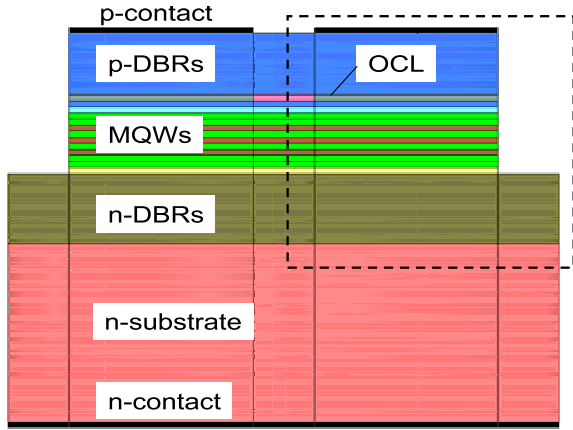 p-contact
p-DBRs
OCL
MQWs
n-DBRs
n-substrate
n-contact